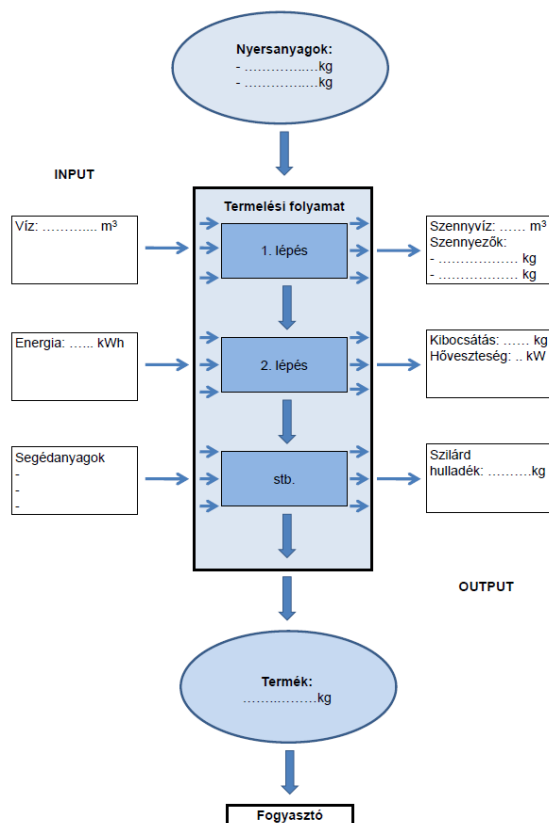 Nyersanyagok:
- …………..…kg
- …………..…kg
INPUT
Termelési folyamat
Víz: ……….... m³
1. lépés
Szennyvíz: …… m³
Szennyezők:
- ……………… kg
- ……………… kg
Energia: …... kWh
2. lépés
Kibocsátás: …… kg
Hőveszteség: .. kW
Segédanyagok
-
-
-
stb.
Szilárd
hulladék: ……….kg
OUTPUT
Termék:
……...………kg
Fogyasztó